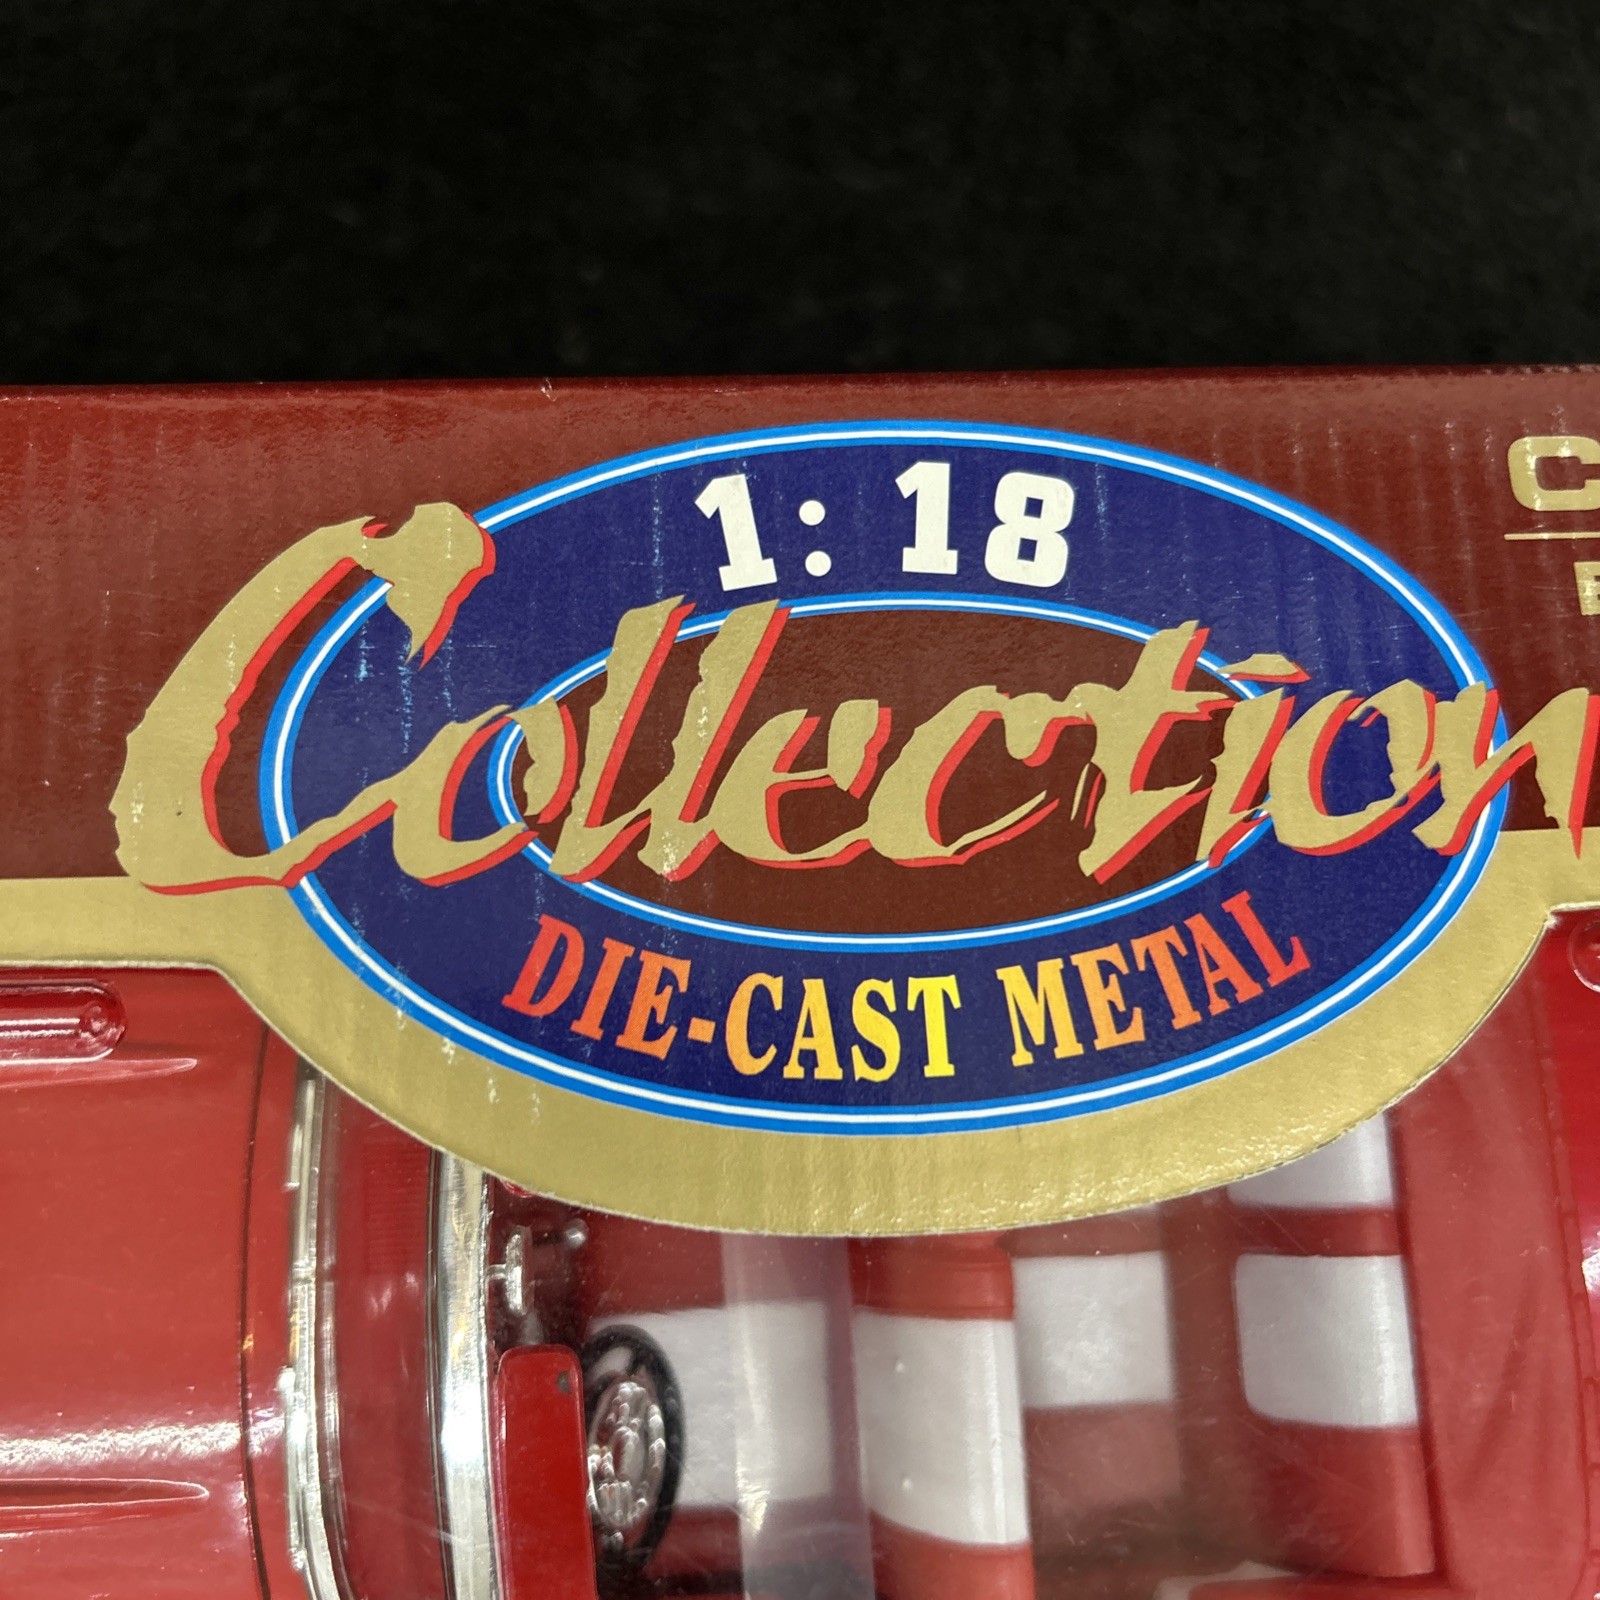 1:18
Collection
DIE-CAST METAL